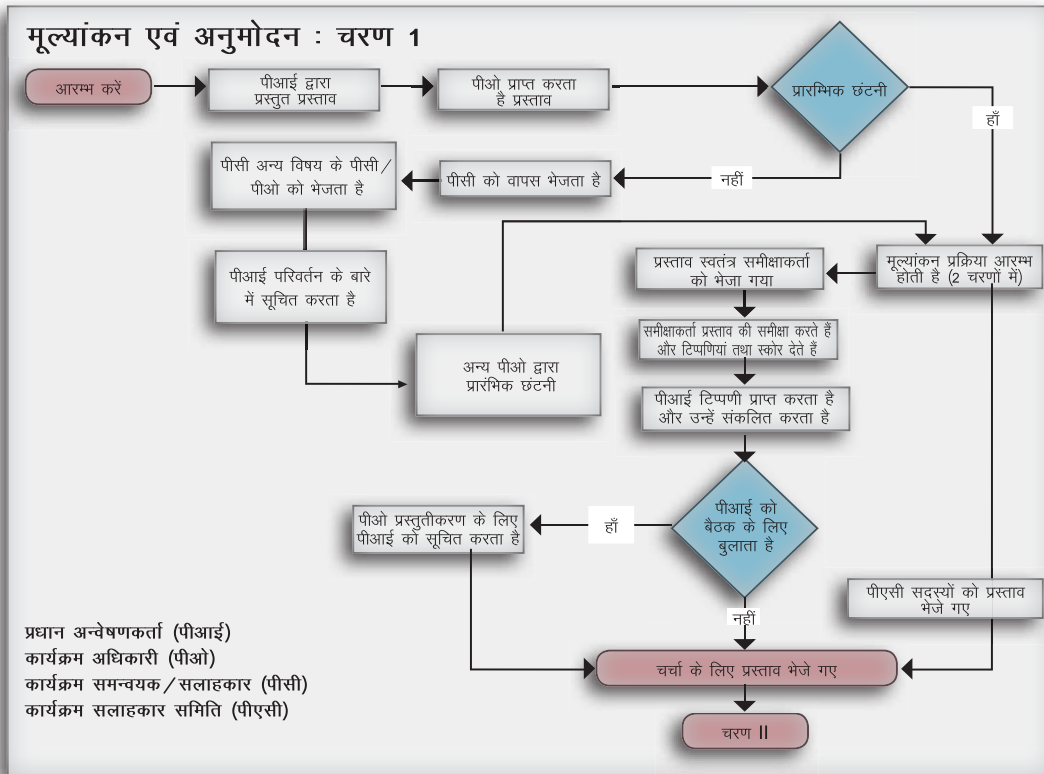 मूल्यांकन एवं अनुमोदन : चरण 1
आरम्भ करें
पीआई द्वारा
प्रस्तुत प्रस्ताव
पीओ प्राप्त करता
है प्रस्ताव
प्रारम्भिक छंटनी
हाँ
नहीं
पीसी को वापस भेजता है
पीसी अन्य विषय के पीसी/
पीओ को भेजता है
पीआई परिवर्तन के बारे
में सूचित करता है
अन्य पीओ द्वारा
प्रारंभिक छंटनी
मूल्यांकन प्रक्रिया आरम्भ
होती है (2 चरणों में)
प्रस्ताव स्वतंत्र समीक्षाकर्ता
को भेजा गया
समीक्षाकर्ता प्रस्ताव की समीक्षा करते हैं
और टिप्पणियां तथा स्कोर देते हैं
पीआई टिप्पणी प्राप्त करता है
और उन्हें संकलित करता है
पीआई को
बैठक के लिए
बुलाता है
हाँ
पीओ प्रस्तुतीकरण के लिए
पीआई को सूचित करता है
नहीं
पीएसी सदस्यों को प्रस्ताव
भेजे गए
चर्चा के लिए प्रस्ताव भेजे गए
चरण II
प्रधान अन्वेषणकर्ता (पीआई)
कार्यक्रम अधिकारी (पीओ)
कार्यक्रम समन्वयक/सलाहकार (पीसी)
कार्यक्रम सलाहकार समिति (पीएसी)